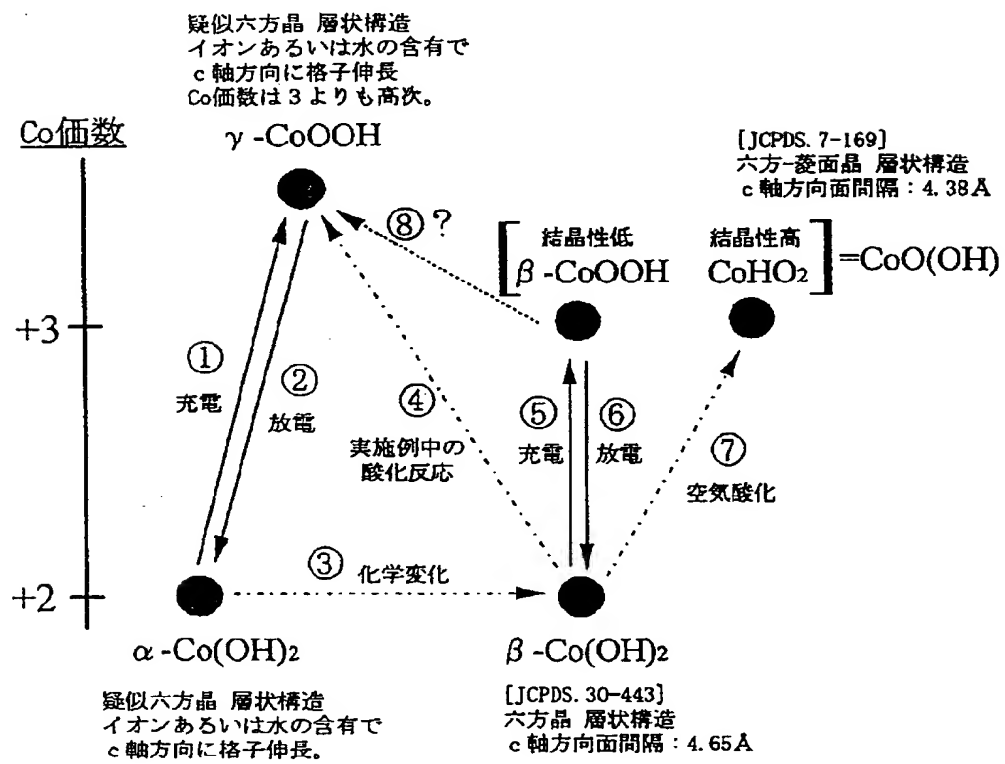 疑似六方晶 層状構造
イオンあるいは水の含有で
c軸方向に格子伸長
Co価数は3よりも高次。
Co価数
γ-CoOOH
[JCPDS. 7-169]
六方-菱面晶 層状構造
c軸方向面間隔：4.38Å
⑧ ?
[ 結晶性低 結晶性高 ]
β-CoOOH CoHO2 =CoO(OH)
+3
①
充電
②
放電
④
実施例中の
酸化反応
⑤
充電
⑥
放電
⑦
空気酸化
③ 化学変化
+2
α-Co(OH)2
β-Co(OH)2
疑似六方晶 層状構造
イオンあるいは水の含有で
c軸方向に格子伸長。
[JCPDS. 30-443]
六方晶 層状構造
c軸方向面間隔：4.65Å